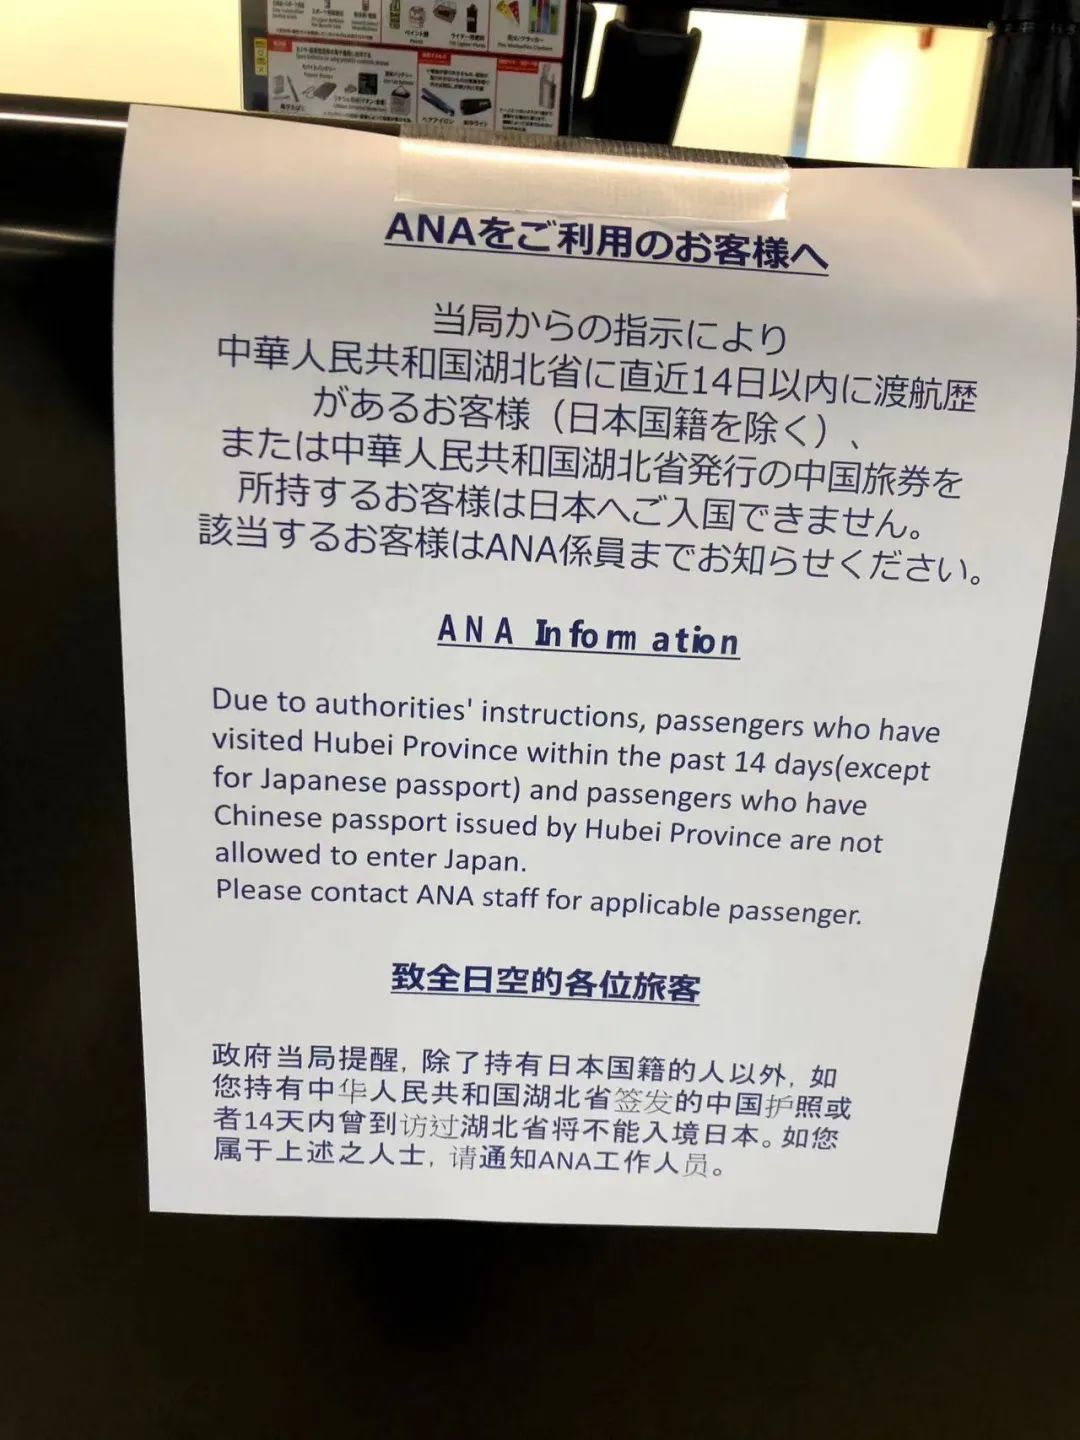 ペイント類
ヘアアイロン
ANAをご利用のお客様へ
当局からの指示により
中華人民共和国湖北省に直近14日以内に渡航歴
があるお客様（日本国籍を除く）、
または中華人民共和国湖北省発行の中国旅券を
所持するお客様は日本へご入国できません。
該当するお客様はANA係員までお知らせください。
ANA Information
Due to authorities' instructions, passengers who have
visited Hubei Province within the past 14 days(except
for Japanese passport) and passengers who have
Chinese passport issued by Hubei Province are not
allowed to enter Japan.
Please contact ANA staff for applicable passenger.
致全日空的各位旅客
政府当局提醒，除了持有日本国籍的人以外，如
您持有中华人民共和国湖北省签发的中国护照或
者14天内曾到访过湖北省将不能入境日本。如您
属于上述之人士，请通知ANA工作人员。